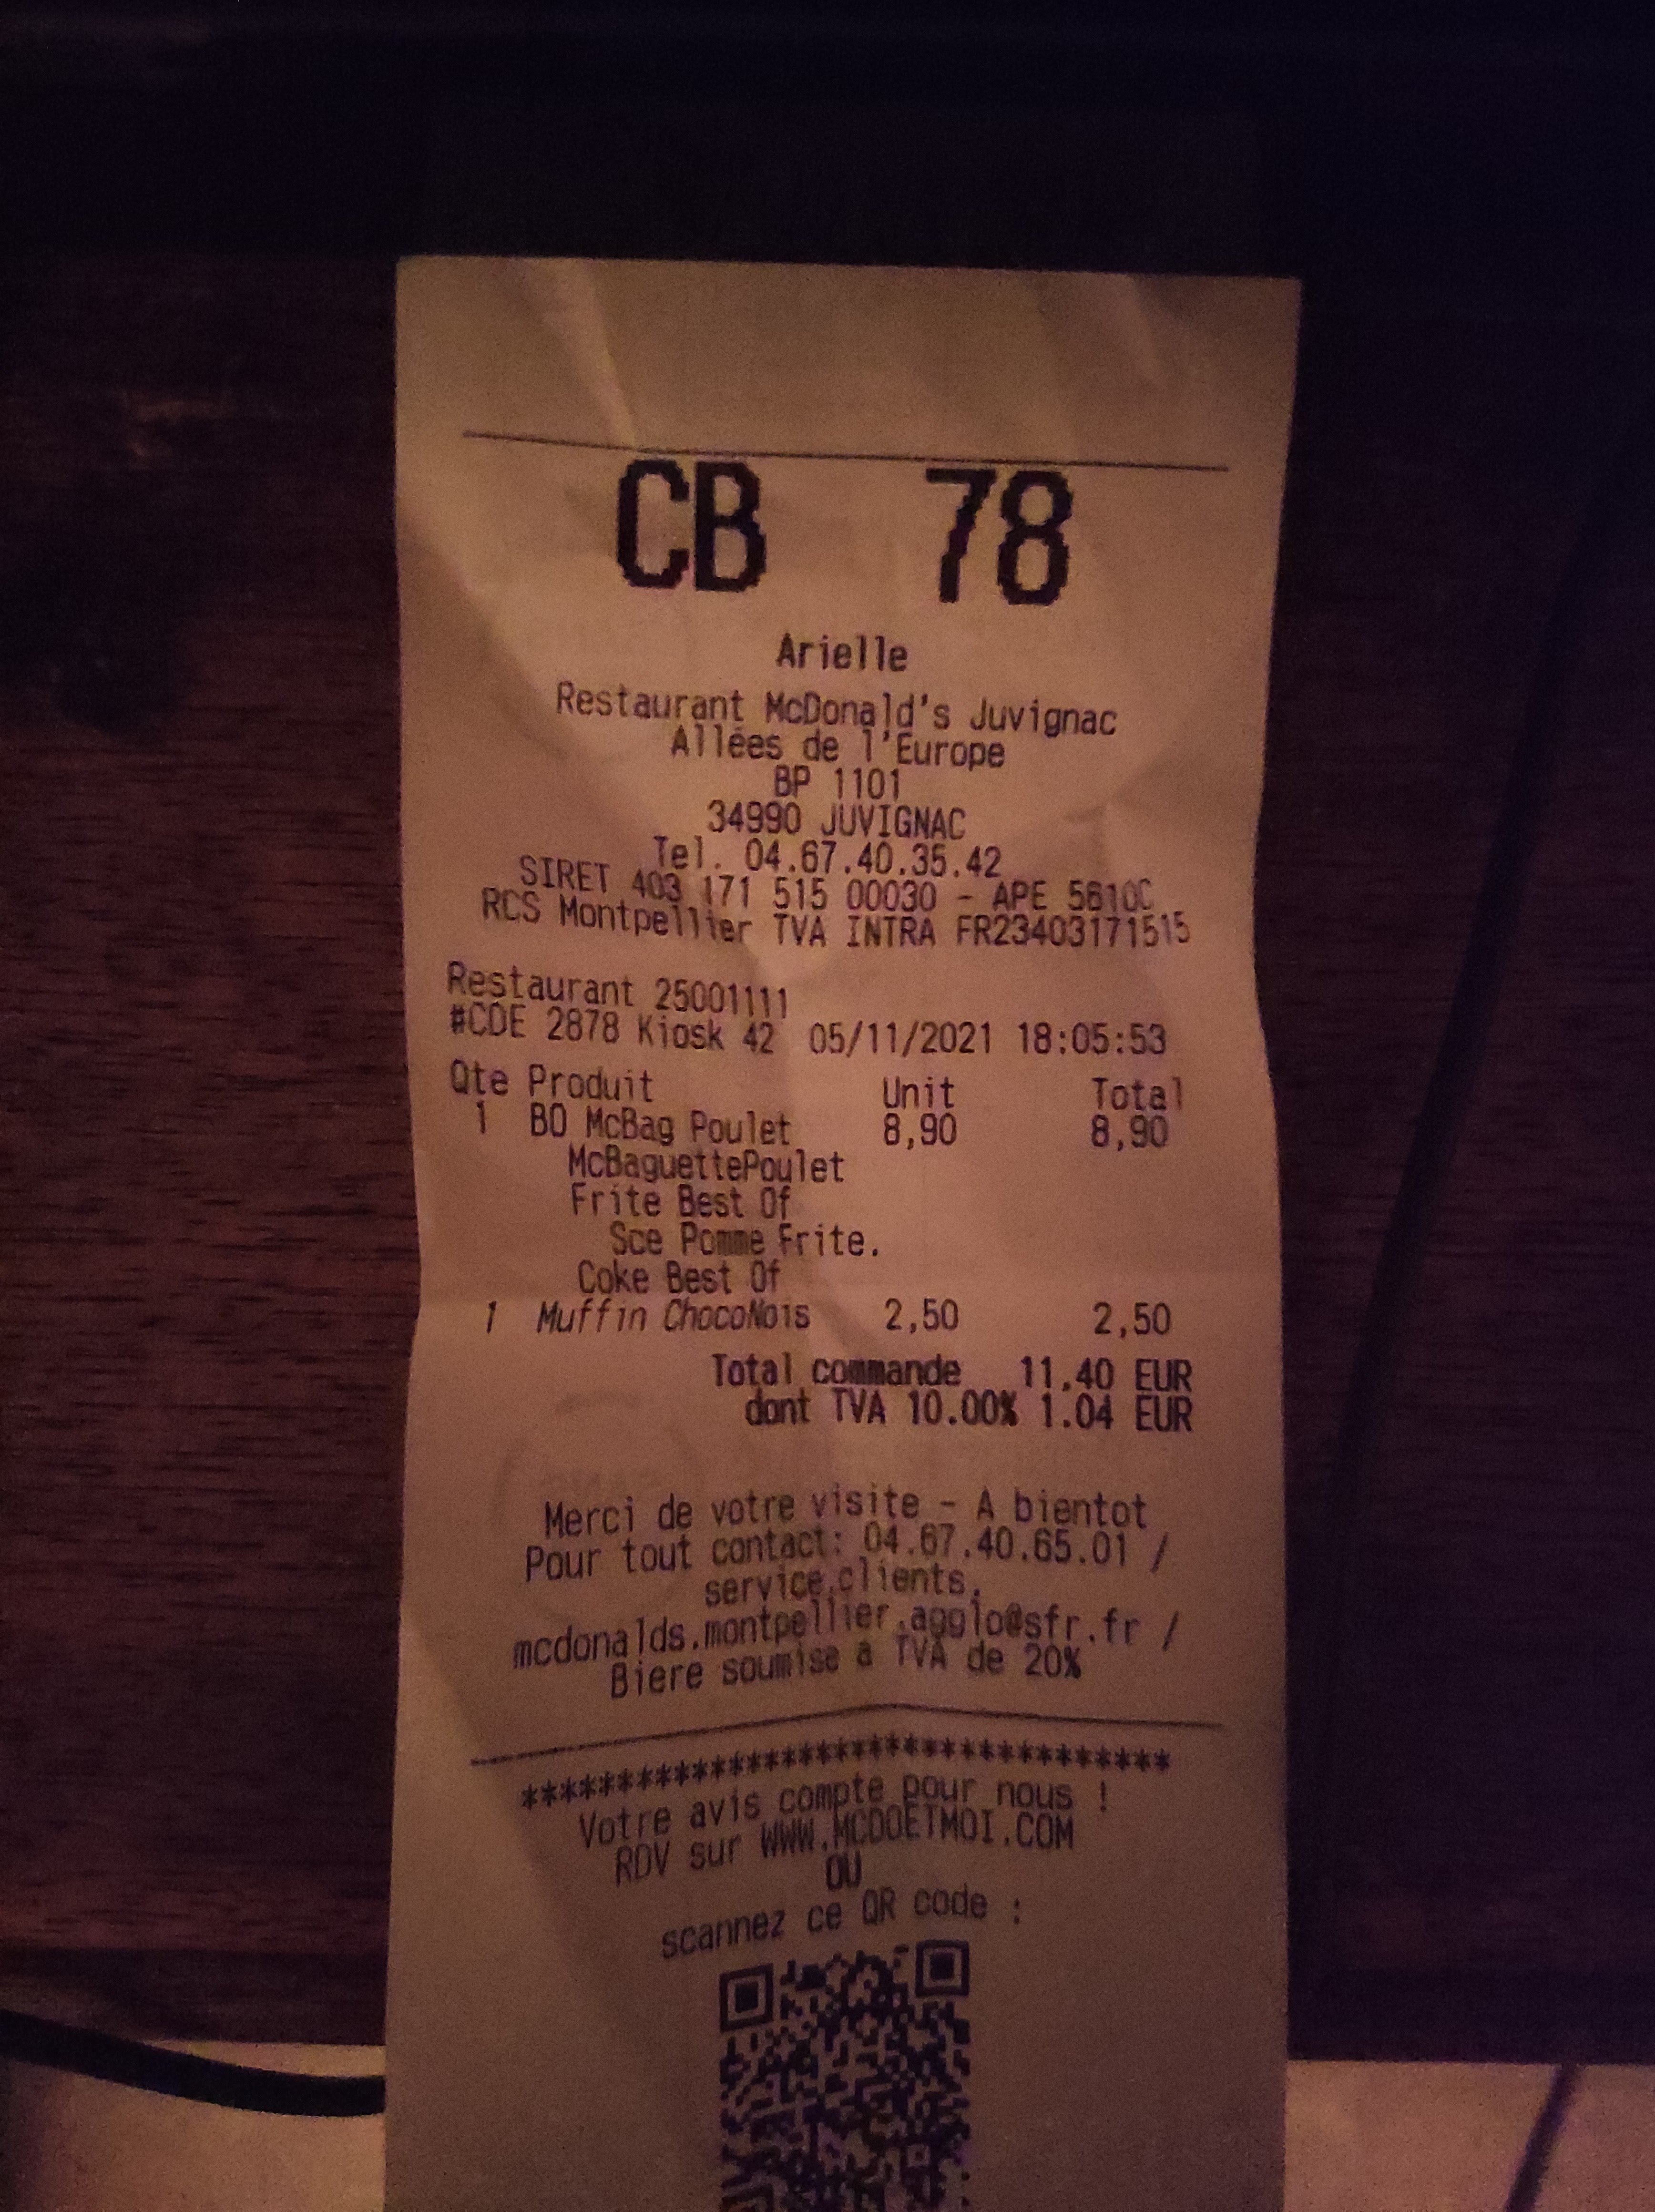 CB 78
Arielle
Restaurant McDonald's Juvignac
Allées de l'Europe
BP 1101
34990 JUVIGNAC
Tel. 04.67.40.35.42
SIRET 403 171 515 00030 - APE 5610C
RCS Montpellier TVA INTRA FR23403171515
Restaurant 25001111
#CDE 2878 Kiosk 42 05/11/2021 18:05:53
Qte Produit Unit Total
1 BO McBag Poulet 8,90 8,90
McBaguettePoulet
Frite Best Of
Sce Pomme Frite.
Coke Best Of
1 Muffin ChocoNois 2,50 2,50
Total commande 11.40 EUR
dont TVA 10.00% 1.04 EUR
Merci de votre visite - A bientot
Pour tout contact: 04.67.40.65.01 /
service.clients.
mcdonalds.montpellier.agglo@sfr.fr /
Biere soumise a TVA de 20%
***********************************
Votre avis compte pour nous !
RDV sur WWW.MCDOETMOI.COM
OU
scannez ce QR code :